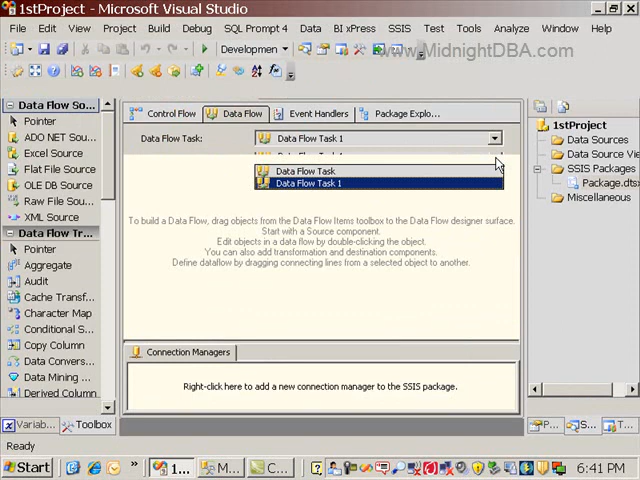 1stProject - Microsoft Visual Studio
File Edit View Project Build Debug SQL Prompt 4 Data BI xPress SSIS Test Tools Analyze Window
Developmen
www.MidnightDBA.com
Data Flow So...
Pointer
ADO NET Sou...
Excel Source
Flat File Source
OLE DB Source
Raw File Sou...
XML Source
Data Flow Tr...
Pointer
Aggregate
Audit
Cache Transf...
Character Map
Conditional S...
Copy Column
Data Convers...
Data Mining ...
Derived Column
Variab...
Toolbox
Control Flow
Data Flow
Event Handlers
Package Explo...
Data Flow Task:
Data Flow Task 1
Data Flow Task
Data Flow Task 1
To build a Data Flow, drag objects from the Data Flow Items toolbox to the Data Flow designer surface.
Start with a Source component.
Edit objects in a data flow by double-clicking the object.
You can also add transformation and destination components.
Define dataflow by dragging connecting lines from a selected object to another.
Connection Managers
Right-click here to add a new connection manager to the SSIS package.
1stProject
Data Sources
Data Source Vie
SSIS Packages
Package.dts
Miscellaneous
P...
S...
T...
Ready
Start
1...
M...
C...
6:41 PM